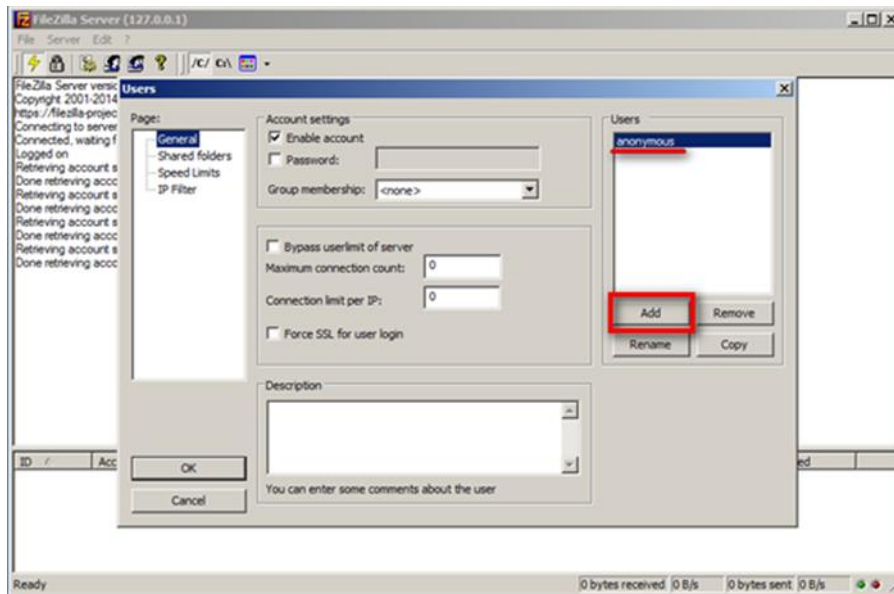 FileZilla Server (127.0.0.1)
File Server Edit ?
/C/ C:\
FileZilla Server versic
Copyright 2001-2014
https://filezilla-projec
Connecting to server
Connected, waiting f
Logged on
Retrieving account s
Done retrieving accc
Retrieving account s
Done retrieving accc
Retrieving account s
Done retrieving accc
Retrieving account s
Done retrieving accc
Users
Page:
General
Shared folders
Speed Limits
IP Filter
Account settings
Enable account
Password:
Group membership: <none>
Bypass userlimit of server
Maximum connection count: 0
Connection limit per IP: 0
Force SSL for user login
Description
You can enter some comments about the user
Users
anonymous
Add Remove
Rename Copy
OK
Cancel
ID / Acc ed
Ready 0 bytes received 0 B/s 0 bytes sent 0 B/s